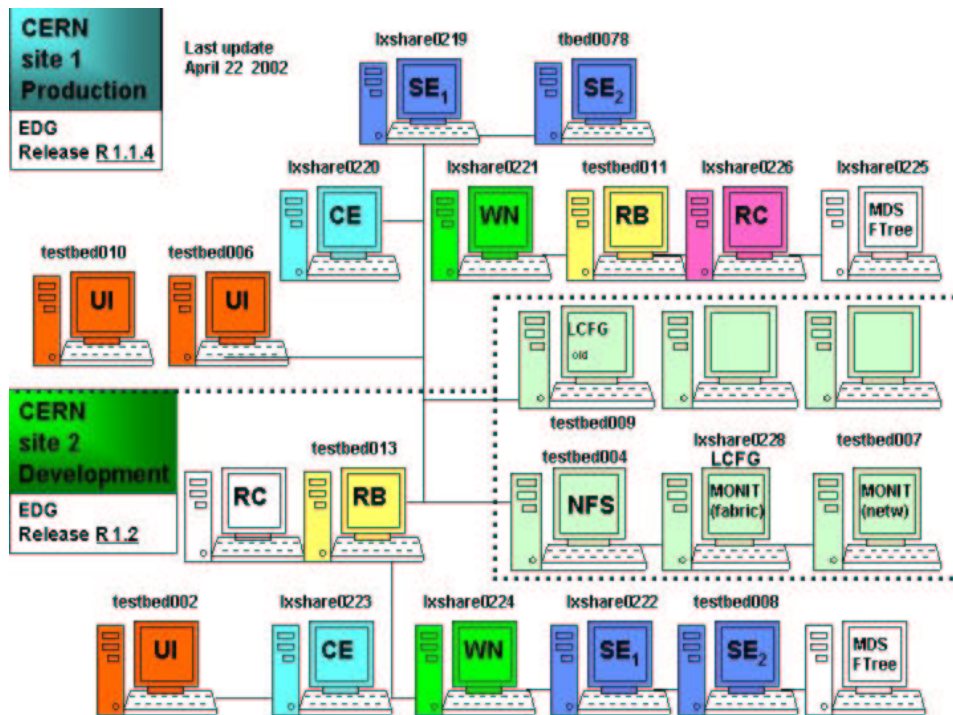 CERN
site 1
Production
EDG
Release R 1.1.4
Last update
April 22 2002
lxshare0219
tbed0078
SE1
SE2
lxshare0220
lxshare0221
testbed011
lxshare0226
lxshare0225
CE
WN
RB
RC
MDS
FTree
testbed010
testbed006
UI
UI
LCFG
old
testbed009
CERN
site 2
Development
EDG
Release R 1.2
testbed013
testbed004
lxshare0228
LCFG
testbed007
RC
RB
NFS
MONIT
(fabric)
MONIT
(netw)
testbed002
lxshare0223
lxshare0224
lxshare0222
testbed008
UI
CE
WN
SE1
SE2
MDS
FTree